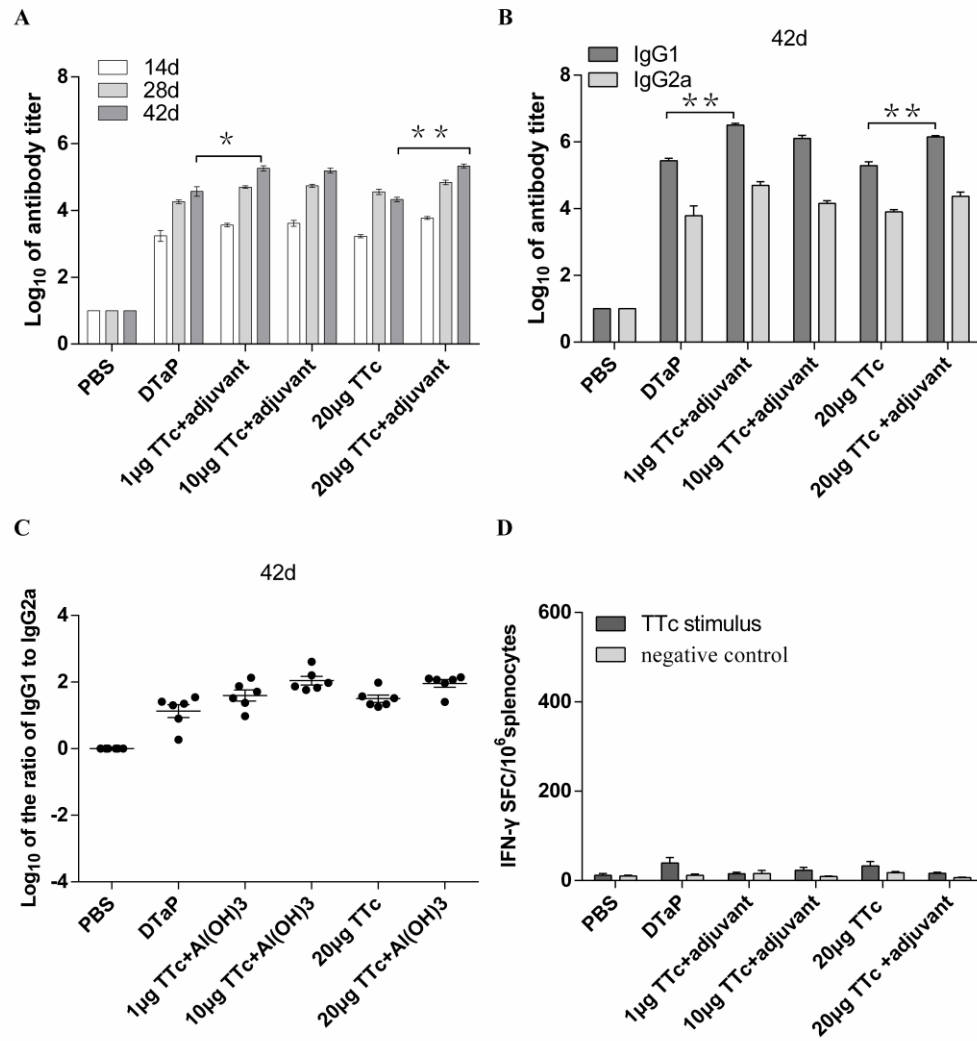 A
14d
28d
42d
Log10 of antibody titer
8
6
4
2
0
*
**
PBS
DTaP
1µg TTc+adjuvant
10µg TTc+adjuvant
20µg TTc
20µg TTc+adjuvant
B
42d
IgG1
IgG2a
Log10 of antibody titer
8
6
4
2
0
**
**
PBS
DTaP
1µg TTc+adjuvant
10µg TTc+adjuvant
20µg TTc
20µg TTc +adjuvant
C
42d
Log10 of the ratio of IgG1 to IgG2a
4
2
0
-2
-4
PBS
DTaP
1µg TTc+Al(OH)3
10µg TTc+Al(OH)3
20µg TTc
20µg TTc+Al(OH)3
D
TTc stimulus
negative control
IFN-γ SFC/10⁶splenocytes
600
400
200
0
PBS
DTaP
1µg TTc+adjuvant
10µg TTc+adjuvant
20µg TTc
20µg TTc +adjuvant